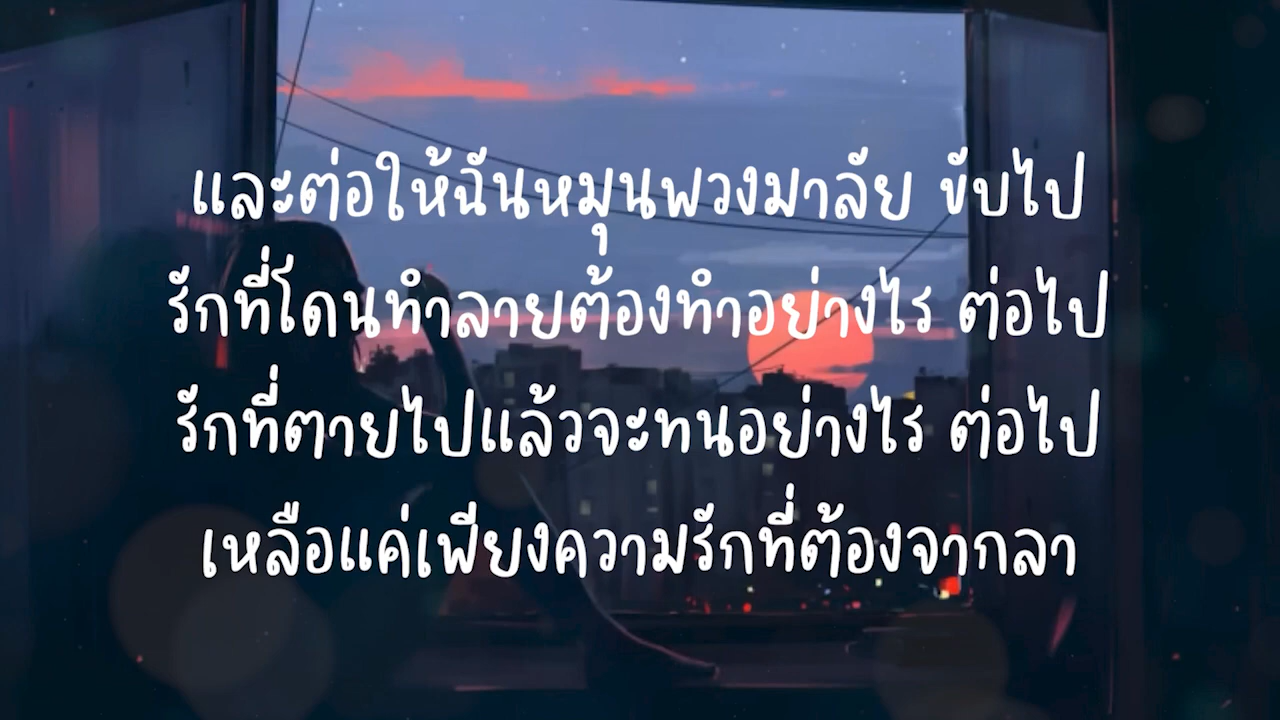 และต่อให้ฉันหมุนพวงมาลัย ขับไป
รักที่โดนทำลายต้องทำอย่างไร ต่อไป
รักที่ตายไปแล้วจะทนอย่างไร ต่อไป
เหลือแค่เพียงความรักที่ต้องจากลา